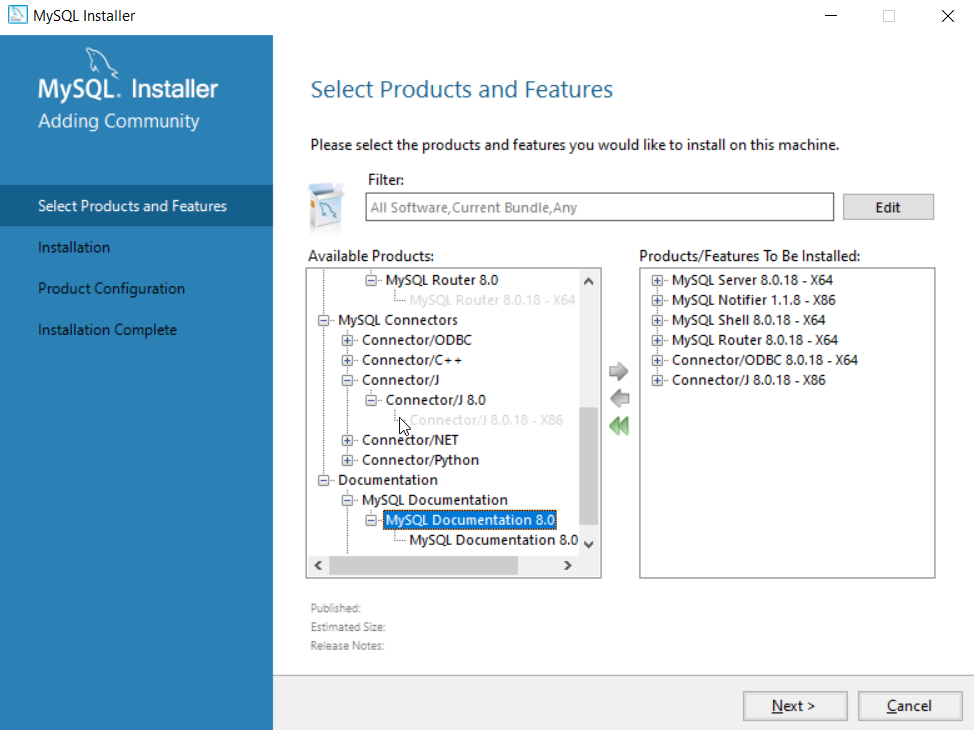 MySQL Installer
MySQL. Installer
Adding Community
Select Products and Features
Installation
Product Configuration
Installation Complete
Select Products and Features
Please select the products and features you would like to install on this machine.
Filter:
All Software,Current Bundle,Any
Edit
Available Products:
MySQL Router 8.0
MySQL Router 8.0.18 - X64
MySQL Connectors
Connector/ODBC
Connector/C++
Connector/J
Connector/J 8.0
Connector/J 8.0.18 - X86
Connector/NET
Connector/Python
Documentation
MySQL Documentation
MySQL Documentation 8.0
MySQL Documentation 8.0
Products/Features To Be Installed:
MySQL Server 8.0.18 - X64
MySQL Notifier 1.1.8 - X86
MySQL Shell 8.0.18 - X64
MySQL Router 8.0.18 - X64
Connector/ODBC 8.0.18 - X64
Connector/J 8.0.18 - X86
Published:
Estimated Size:
Release Notes:
Next >
Cancel